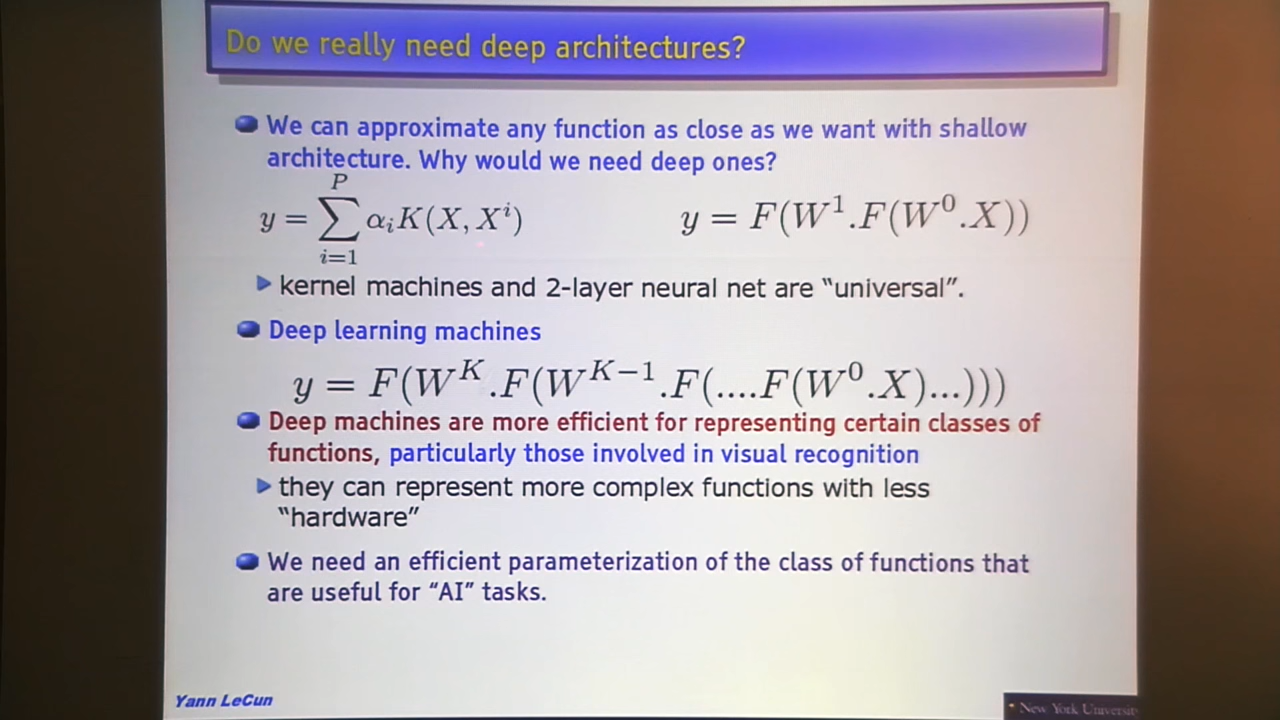 Do we really need deep architectures?
We can approximate any function as close as we want with shallow
architecture. Why would we need deep ones?
y = \sum_{i=1}^{P} α_i K(X, X^i)   y = F(W^1.F(W^0.X))
kernel machines and 2-layer neural net are “universal”.
Deep learning machines
y = F(W^K.F(W^{K−1}.F(....F(W^0.X)...)))
Deep machines are more efficient for representing certain classes of
functions, particularly those involved in visual recognition
they can represent more complex functions with less
“hardware”
We need an efficient parameterization of the class of functions that
are useful for “AI” tasks.
Yann LeCun
New York University